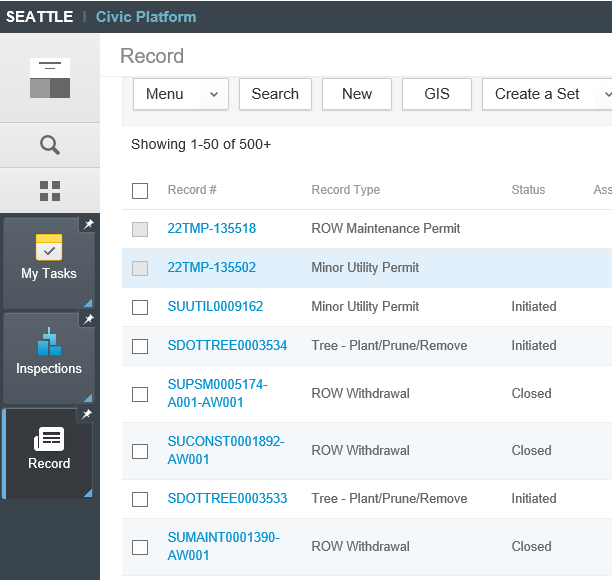 SEATTLE | Civic Platform
Record
Menu Search New GIS Create a Set
Showing 1-50 of 500+
Record # Record Type Status Ass
22TMP-135518 ROW Maintenance Permit
22TMP-135502 Minor Utility Permit
SUUTIL0009162 Minor Utility Permit Initiated
SDOTTREE0003534 Tree - Plant/Prune/Remove Initiated
SUPSM0005174-
A001-AW001 ROW Withdrawal Closed
SUCONST0001892-
AW001 ROW Withdrawal Closed
SDOTTREE0003533 Tree - Plant/Prune/Remove Initiated
SUMAINT0001390-
AW001 ROW Withdrawal Closed
My Tasks
Inspections
Record